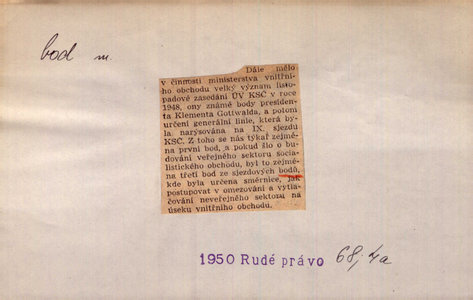 bod m.
Dále mělo
v činnosti ministerstva vnitřní-
ho obchodu velký význam listo-
padové zasedání ÚV KSČ v roce
1948, ony známé body presiden-
ta Klementa Gottwalda, a potom
určení generální linie, která by-
la narýsována na IX. sjezdu
KSČ. Z toho se nás týkal zejmé-
na první bod, a pokud šlo o bu-
dování veřejného sektoru socia-
listického obchodu, byl to zejmé-
na třetí bod ze sjezdových bodů,
kde byla určena směrnice, jak
postupovat v omezování a vytla-
čování neveřejného sektoru na
úseku vnitřního obchodu.
1950 Rudé právo 68,